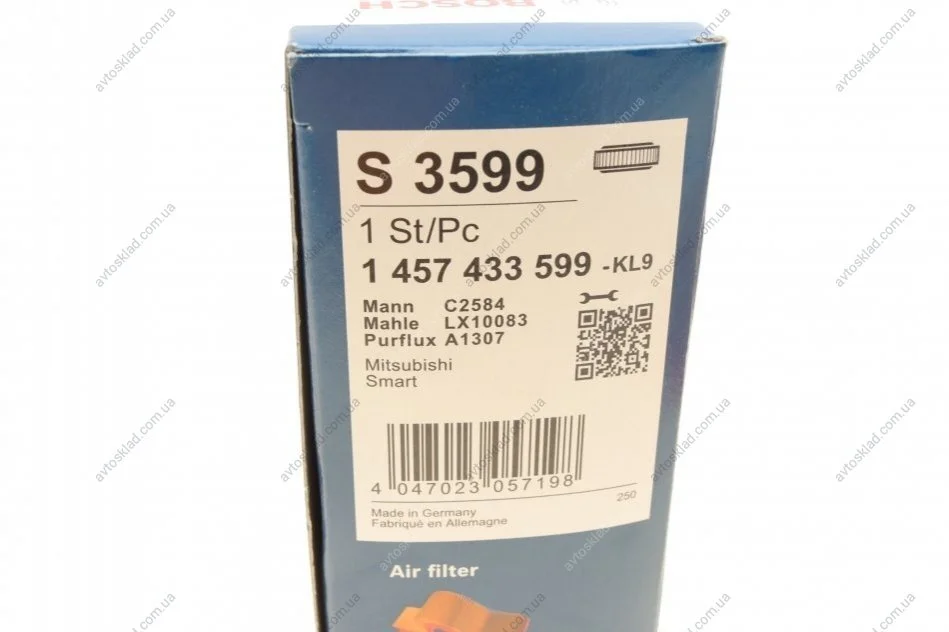 BOSCH
S 3599
1 St/Pc
1 457 433 599 -KL9
Mann C2584
Mahle LX10083
Purflux A1307
Mitsubishi
Smart
4 047023 057198
250
Made in Germany
Fabriqué en Allemagne
Air filter
avtosklad.com.ua